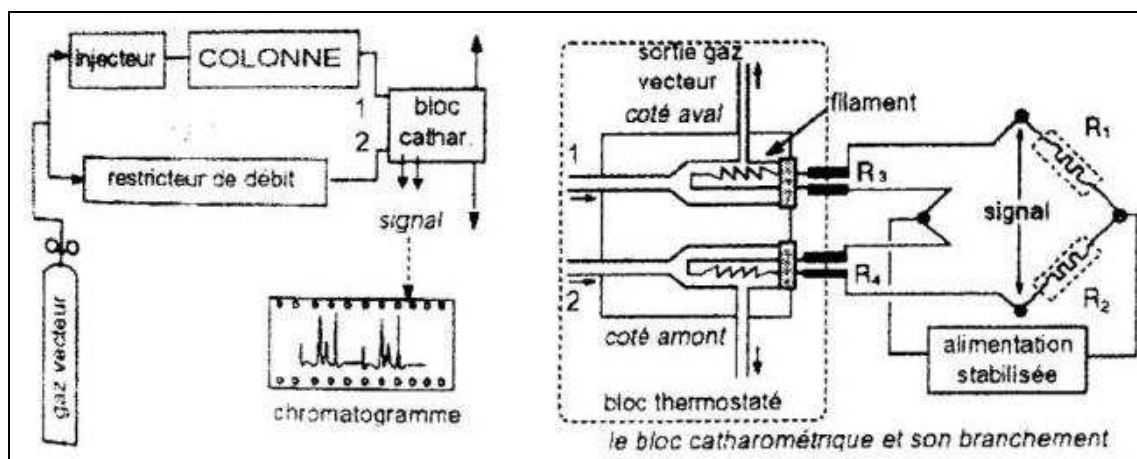 injecteur
COLONNE
1
2
bloc
cathar.
restricteur de débit
signal
gaz vecteur
chromatogramme
sortie gaz
vecteur
coté aval
filament
1
R3
R1
signal
2
R4
R2
coté amont
alimentation
stabilisée
bloc thermostaté
le bloc catharométrique et son branchement